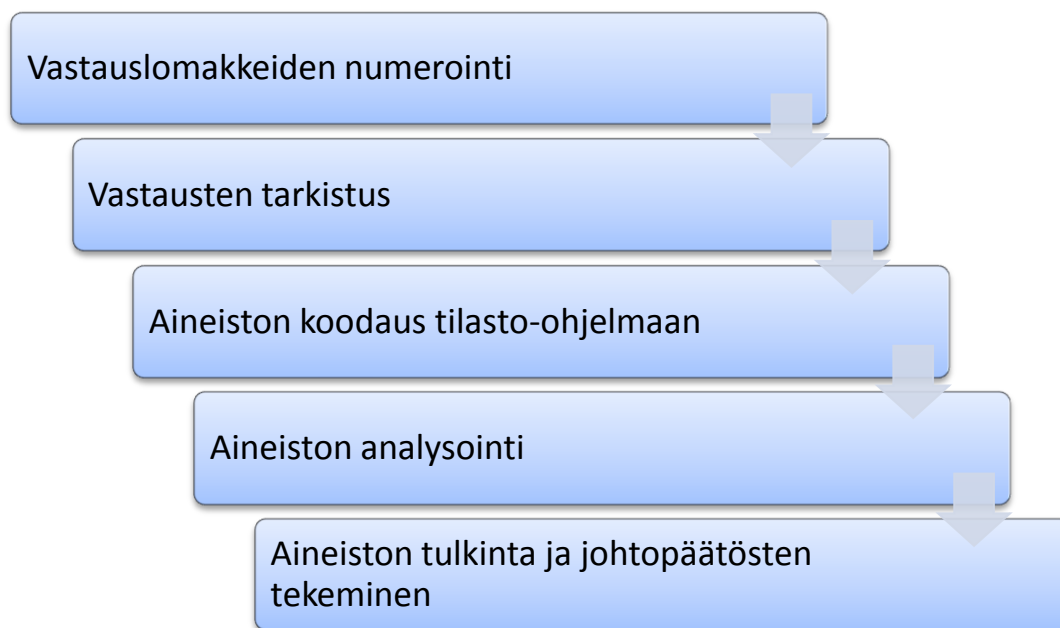 Vastauslomakkeiden numerointi
Vastausten tarkistus
Aineiston koodaus tilasto-ohjelmaan
Aineiston analysointi
Aineiston tulkinta ja johtopäätösten
tekeminen